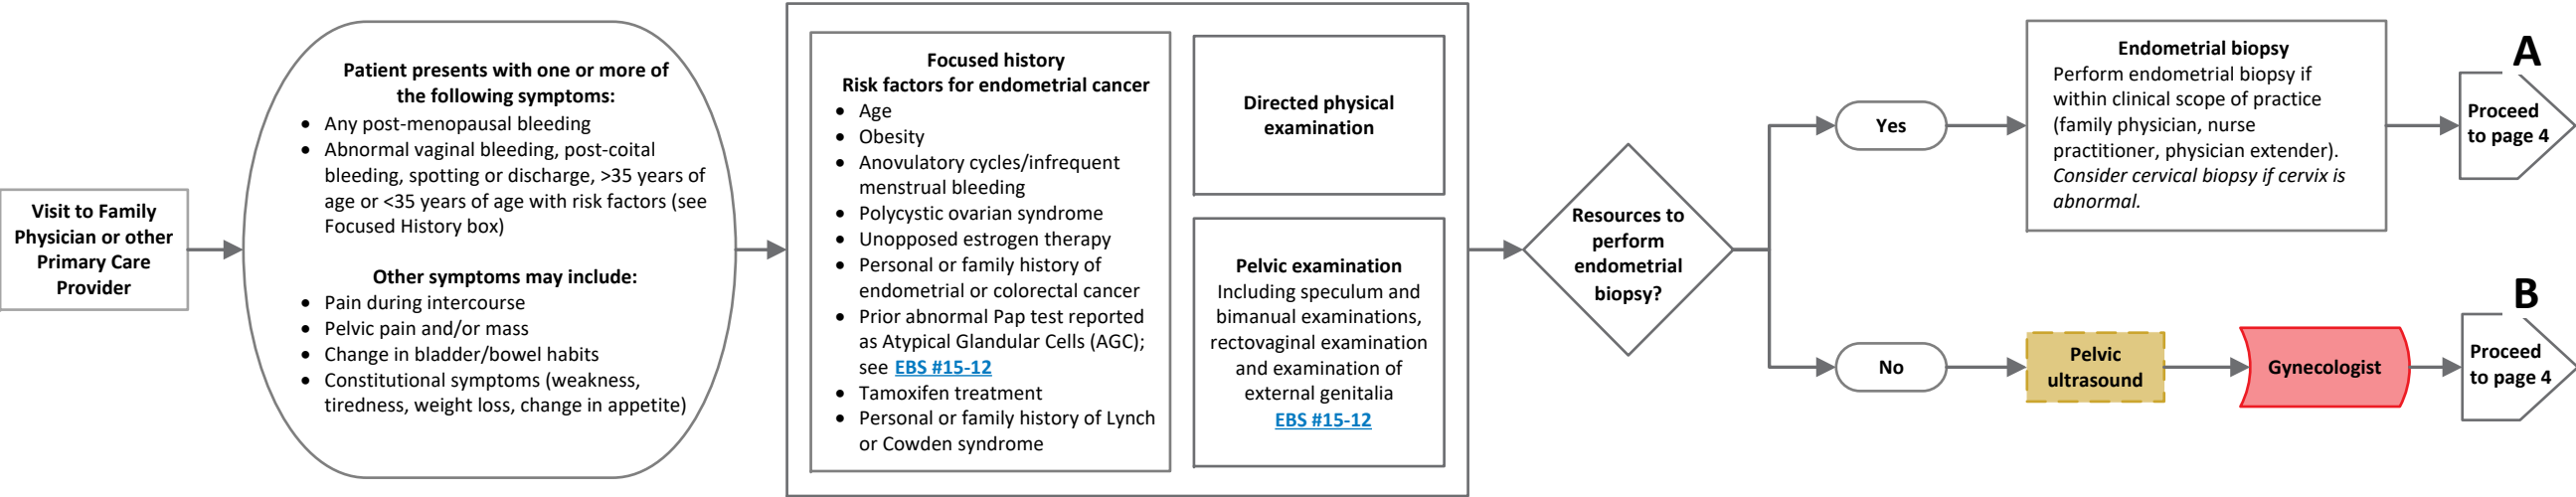 Visit to Family
Physician or other
Primary Care
Provider
Patient presents with one or more of
the following symptoms:
• Any post-menopausal bleeding
• Abnormal vaginal bleeding, post-coital
bleeding, spotting or discharge, >35 years of
age or <35 years of age with risk factors (see
Focused History box)
Other symptoms may include:
• Pain during intercourse
• Pelvic pain and/or mass
• Change in bladder/bowel habits
• Constitutional symptoms (weakness,
tiredness, weight loss, change in appetite)
Focused history
Risk factors for endometrial cancer
• Age
• Obesity
• Anovulatory cycles/infrequent
menstrual bleeding
• Polycystic ovarian syndrome
• Unopposed estrogen therapy
• Personal or family history of
endometrial or colorectal cancer
• Prior abnormal Pap test reported
as Atypical Glandular Cells (AGC);
see EBS #15-12
• Tamoxifen treatment
• Personal or family history of Lynch
or Cowden syndrome
Directed physical
examination
Pelvic examination
Including speculum and
bimanual examinations,
rectovaginal examination
and examination of
external genitalia
EBS #15-12
Resources to
perform
endometrial
biopsy?
Yes
Endometrial biopsy
Perform endometrial biopsy if
within clinical scope of practice
(family physician, nurse
practitioner, physician extender).
Consider cervical biopsy if cervix is
abnormal.
A
Proceed
to page 4
No
Pelvic
ultrasound
Gynecologist
B
Proceed
to page 4